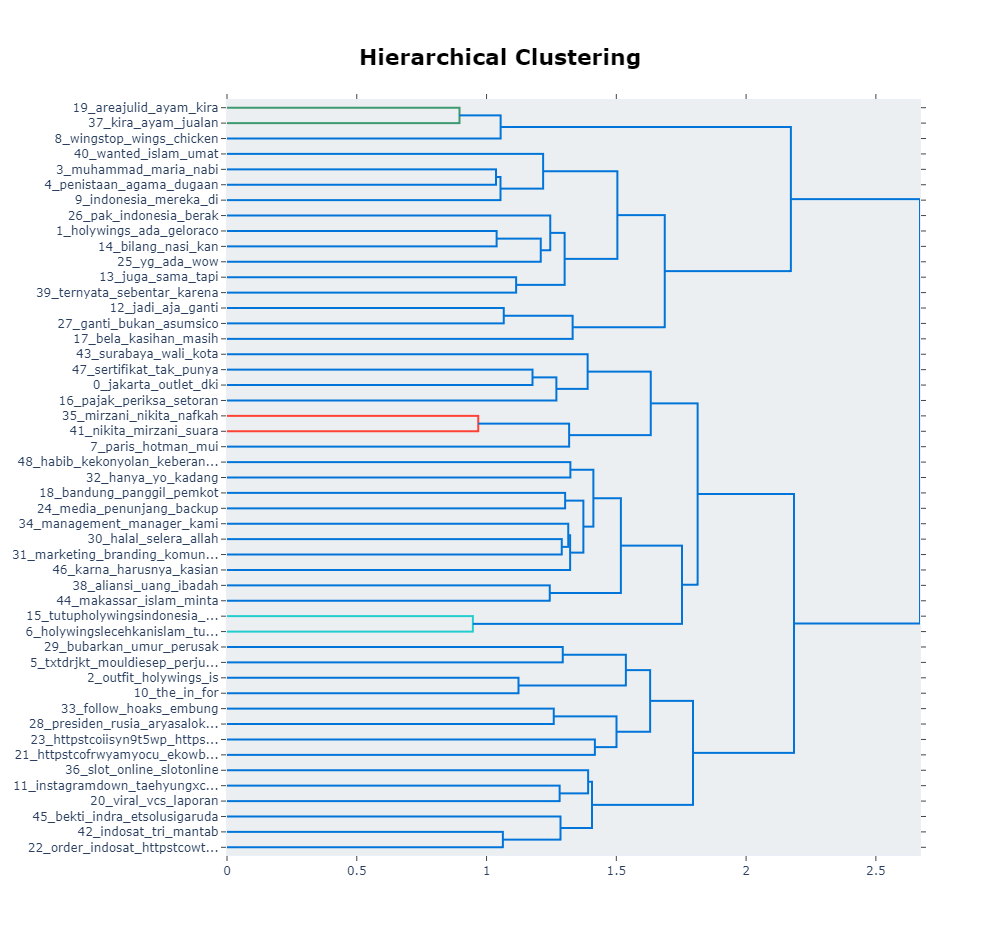 Hierarchical Clustering
19_areajulid_ayam_kira
37_kira_ayam_jualan
8_wingstop_wings_chicken
40_wanted_islam_umat
3_muhammad_maria_nabi
4_penistaan_agama_dugaan
9_indonesia_mereka_di
26_pak_indonesia_berak
1_holywings_ada_geloraco
14_bilang_nasi_kan
25_yg_ada_wow
13_juga_sama_tapi
39_ternyata_sebentar_karena
12_jadi_aja_ganti
27_ganti_bukan_asumsico
17_bela_kasihan_masih
43_surabaya_wali_kota
47_sertifikat_tak_punya
0_jakarta_outlet_dki
16_pajak_periksa_setoran
35_mirzani_nikita_nafkah
41_nikita_mirzani_suara
7_paris_hotman_mui
48_habib_kekonyolan_keberan...
32_hanya_yo_kadang
18_bandung_panggil_pemkot
24_media_penunjang_backup
34_management_manager_kami
30_halal_selera_allah
31_marketing_branding_komun...
46_karna_harusnya_kasian
38_aliansi_uang_ibadah
44_makassar_islam_minta
15_tutupholywingsindonesia_...
6_holywingslecehkanislam_tu...
29_bubarkan_umur_perusak
5_txtdrjkt_mouldiesep_perju...
2_outfit_holywings_is
10_the_in_for
33_follow_hoaks_embung
28_presiden_rusia_aryasalok...
23_httpstcoiisyn9t5wp_https...
21_httpstcofrwyamyocu_ekowb...
36_slot_online_slotonline
11_instagramdown_taehyungxc...
20_viral_vcs_laporan
45_bekti_indra_etsolusigaruda
42_indosat_tri_mantab
22_order_indosat_httpstcowt...
0 0.5 1 1.5 2 2.5